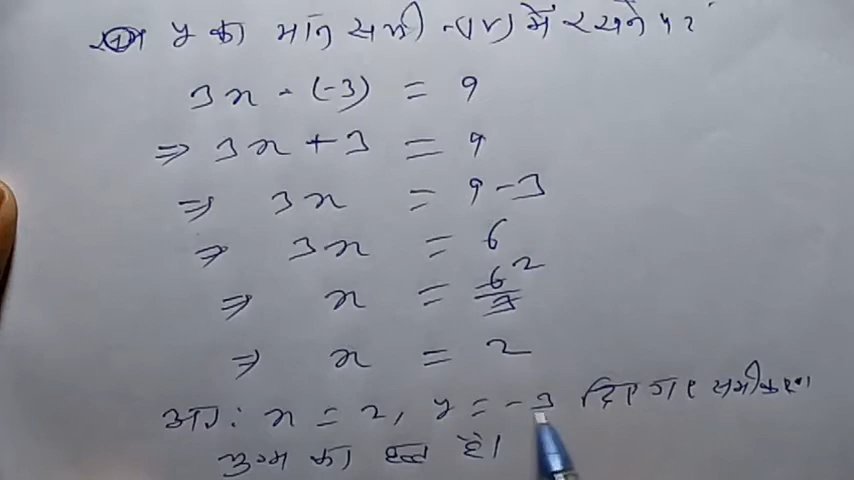 y का मान समी -(iv) में रखने पर
3x - (-3) = 9
⇒ 3x + 3 = 9
⇒ 3x = 9 - 3
⇒ 3x = 6
⇒ x = 6/3 2
⇒ x = 2
अतः x = 2, y = -3 दिए गए समीकरण
युग्म का हल है।